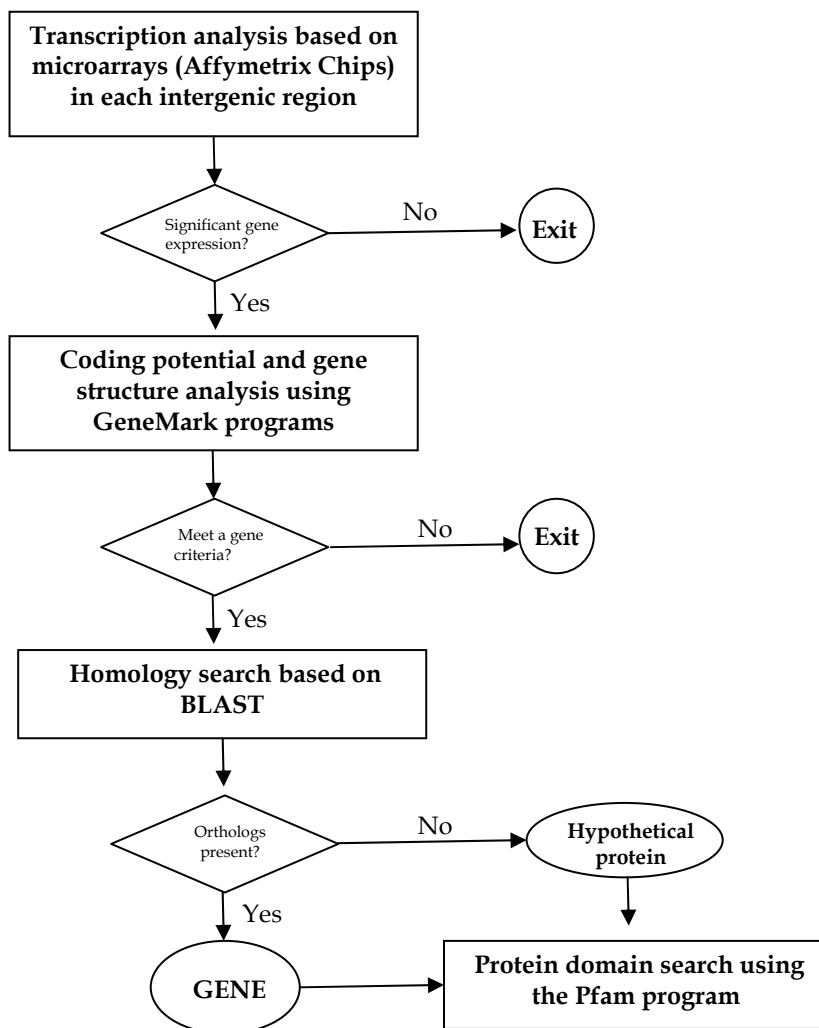 Transcription analysis based on
microarrays (Affymetrix Chips)
in each intergenic region
Significant gene
expression?
No
Exit
Yes
Coding potential and gene
structure analysis using
GeneMark programs
Meet a gene
criteria?
No
Exit
Yes
Homology search based on
BLAST
Orthologs
present?
No
Hypothetical
protein
Yes
GENE
Protein domain search using
the Pfam program